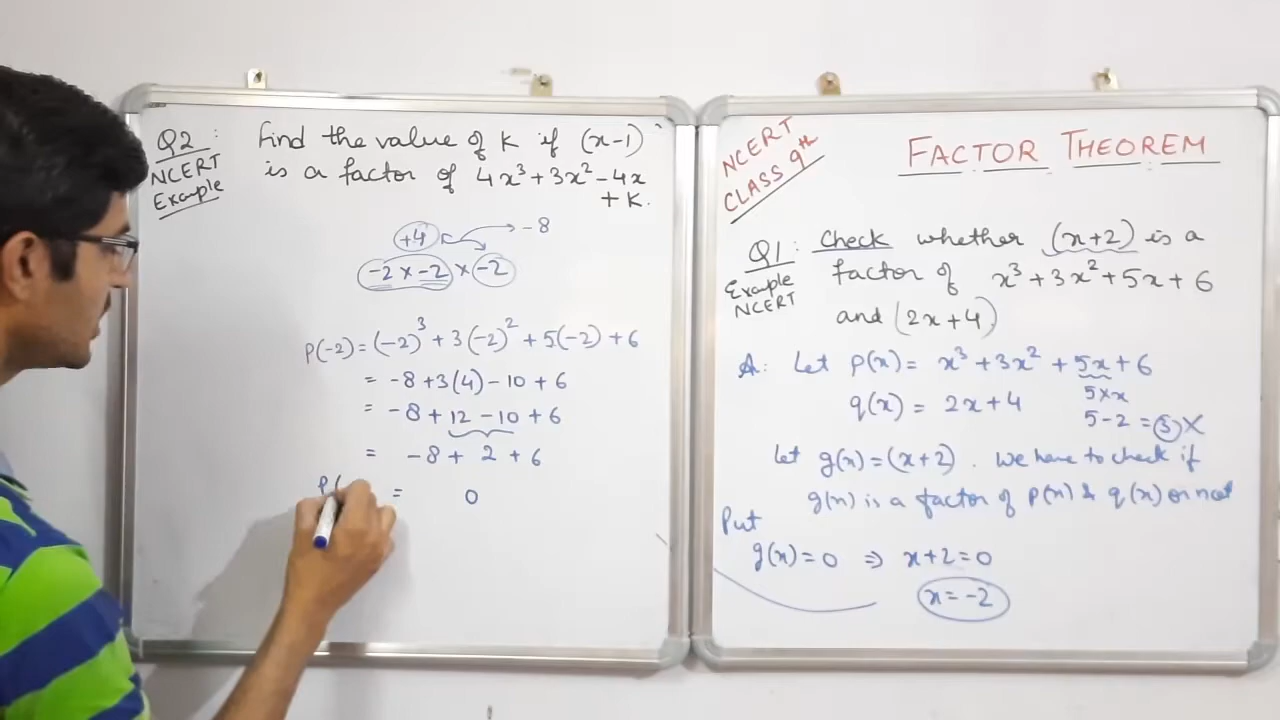 Q2 :
NCERT
Example
Find the value of K if (x-1)
is a factor of 4x³+3x²-4x
+K.
+4 → -8
-2 x -2 x -2
P(-2) = (-2)³ + 3(-2)² + 5(-2) + 6
= -8+3(4) - 10 + 6
= -8 + 12 - 10 + 6
= -8 + 2 + 6
P( = 0
NCERT
CLASS 9th
FACTOR THEOREM
Q1 :
Example
NCERT
Check whether (x+2) is a
factor of x³+3x²+5x+6
and (2x+4)
A: Let P(x) = x³+3x² + 5x + 6
5xx
q(x) = 2x+4
5-2 = 3 X
Let g(x) = (x+2). We have to check if
g(x) is a factor of p(x) & q(x) or not
Put
g(x) = 0 ⇒ x+2=0
x = -2